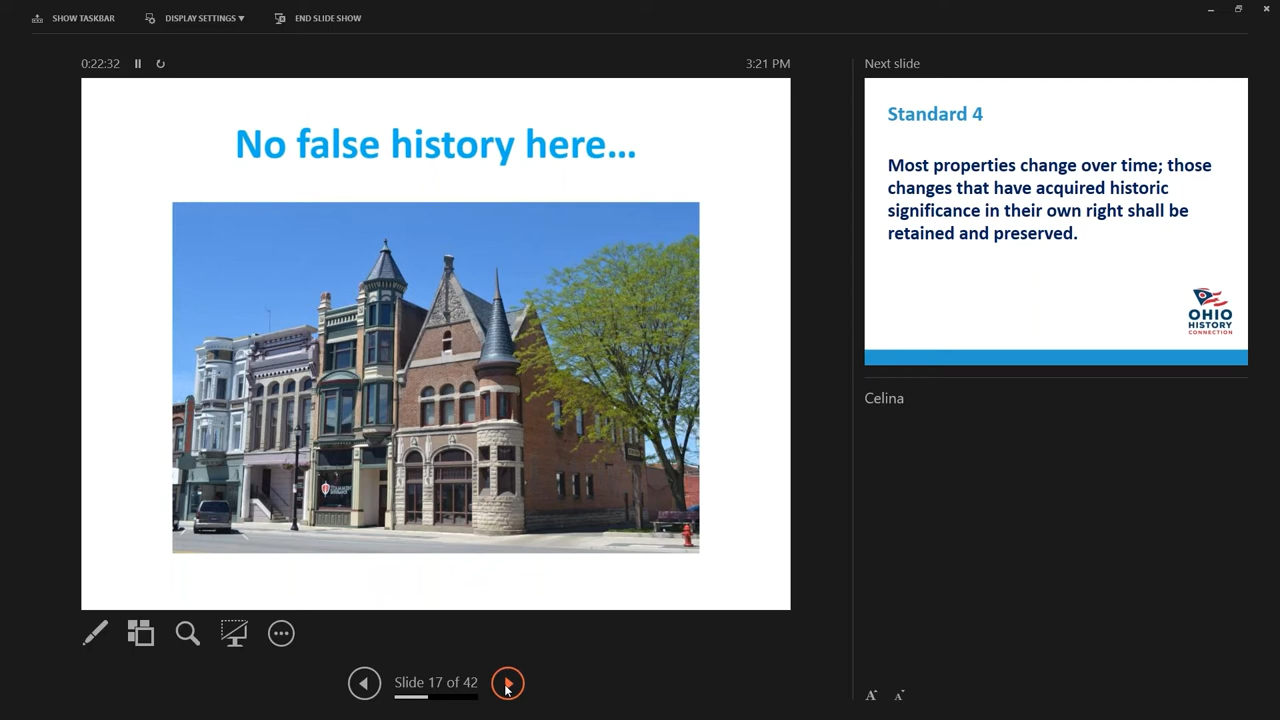 SHOW TASKBAR
DISPLAY SETTINGS ▼
END SLIDE SHOW
0:22:32
3:21 PM
No false history here...
Slide 17 of 42
Next slide
Standard 4
Most properties change over time; those
changes that have acquired historic
significance in their own right shall be
retained and preserved.
OHIO
HISTORY
CONNECTION
Celina
A A